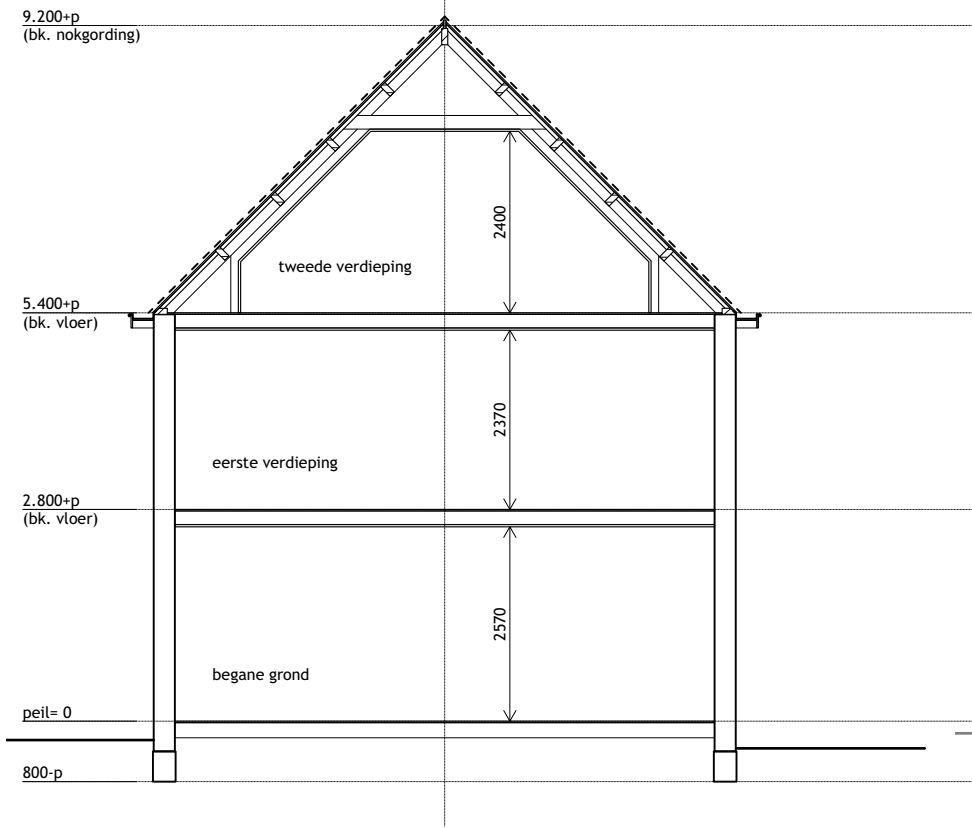 9.200+p
(bk. nokgording)
2400
tweede verdieping
5.400+p
(bk. vloer)
2370
eerste verdieping
2.800+p
(bk. vloer)
2570
begane grond
peil= 0
800-p